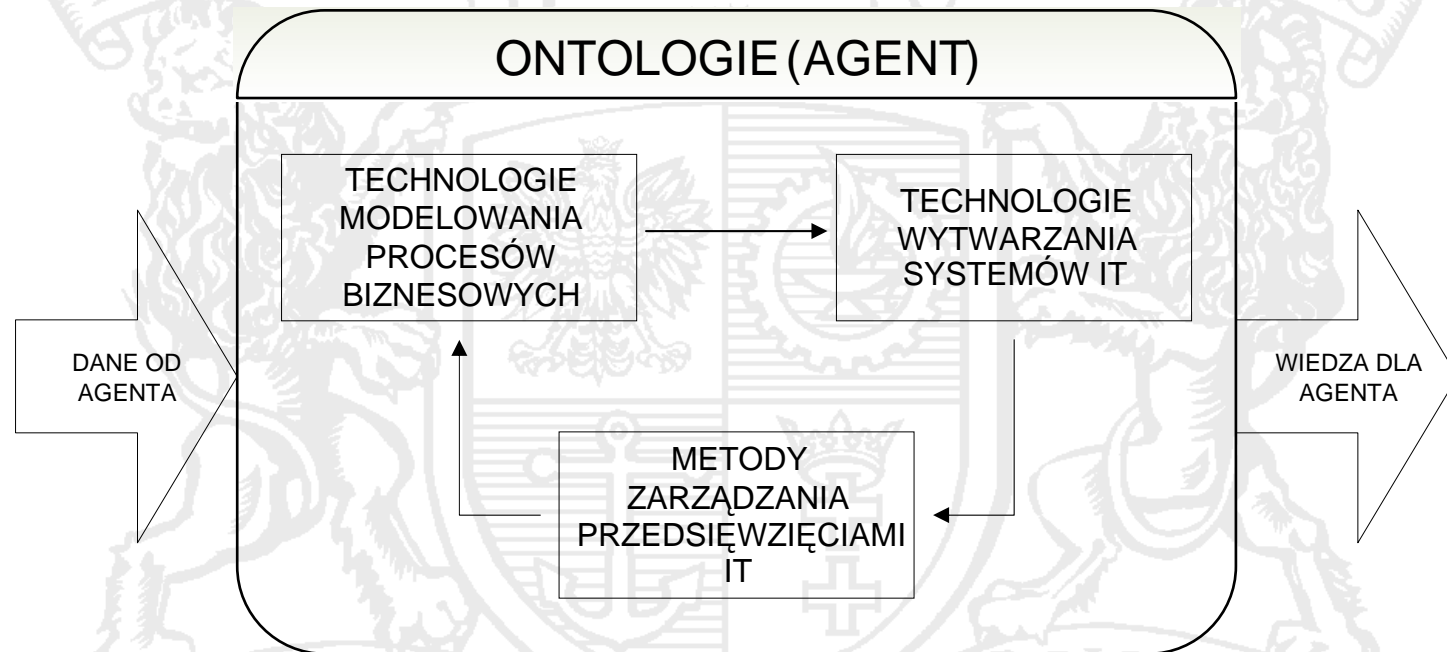 ONTOLOGIE (AGENT)
TECHNOLOGIE
MODELOWANIA
PROCESÓW
BIZNESOWYCH
TECHNOLOGIE
WYTWARZANIA
SYSTEMÓW IT
DANE OD
AGENTA
WIEDZA DLA
AGENTA
METODY
ZARZĄDZANIA
PRZEDSIĘWZIĘCIAMI
IT